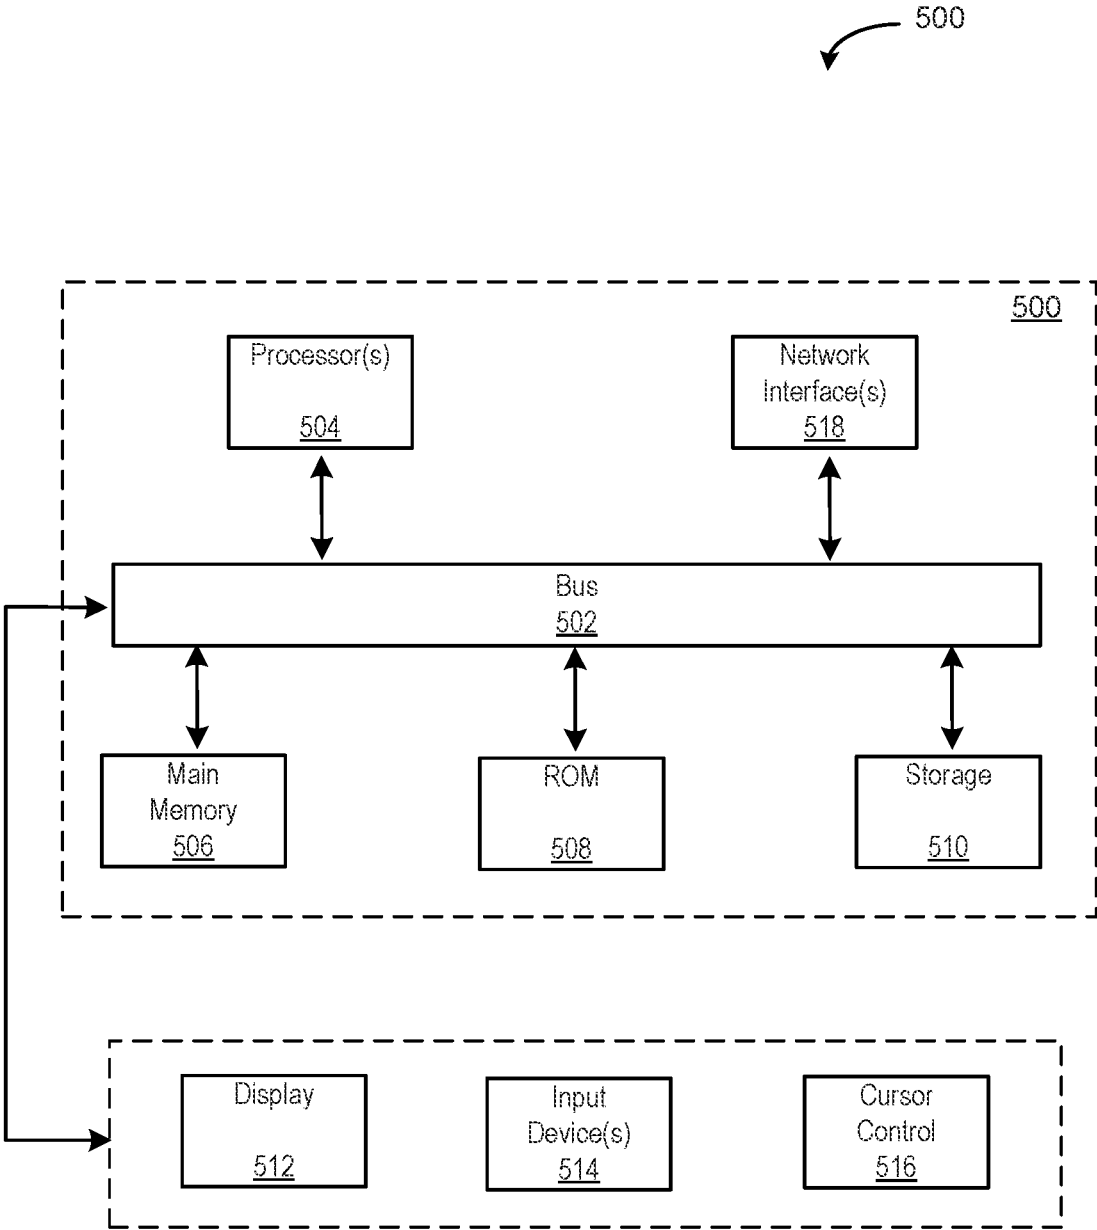 500
500
Processor(s)
504
Network
Interface(s)
518
Bus
502
Main
Memory
506
ROM
508
Storage
510
Display
512
Input
Device(s)
514
Cursor
Control
516